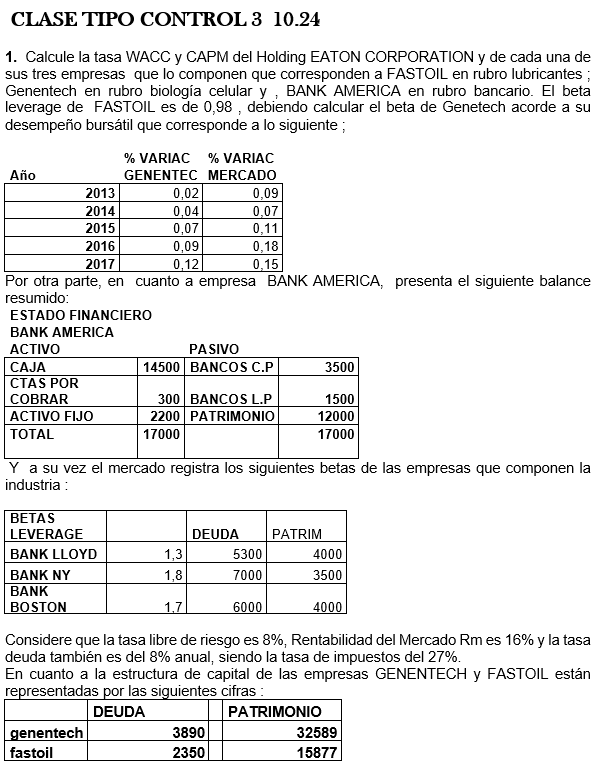 CLASE TIPO CONTROL 3 10.24
1. Calcule la tasa WACC y CAPM del Holding EATON CORPORATION y de cada una de
sus tres empresas que lo componen que corresponden a FASTOIL en rubro lubricantes ;
Genentech en rubro biología celular y , BANK AMERICA en rubro bancario. El beta
leverage de FASTOIL es de 0,98 , debiendo calcular el beta de Genetech acorde a su
desempeño bursátil que corresponde a lo siguiente ;
% VARIAC % VARIAC
Año GENENTEC MERCADO
2013 0,02 0,09
2014 0,04 0,07
2015 0,07 0,11
2016 0,09 0,18
2017 0,12 0,15
Por otra parte, en cuanto a empresa BANK AMERICA, presenta el siguiente balance
resumido:
ESTADO FINANCIERO
BANK AMERICA
ACTIVO PASIVO
CAJA 14500 BANCOS C.P 3500
CTAS POR
COBRAR 300 BANCOS L.P 1500
ACTIVO FIJO 2200 PATRIMONIO 12000
TOTAL 17000 17000
Y a su vez el mercado registra los siguientes betas de las empresas que componen la
industria :
BETAS
LEVERAGE DEUDA PATRIM
BANK LLOYD 1,3 5300 4000
BANK NY 1,8 7000 3500
BANK
BOSTON 1,7 6000 4000
Considere que la tasa libre de riesgo es 8%, Rentabilidad del Mercado Rm es 16% y la tasa
deuda también es del 8% anual, siendo la tasa de impuestos del 27%.
En cuanto a la estructura de capital de las empresas GENENTECH y FASTOIL están
representadas por las siguientes cifras :
DEUDA PATRIMONIO
genentech 3890 32589
fastoil 2350 15877